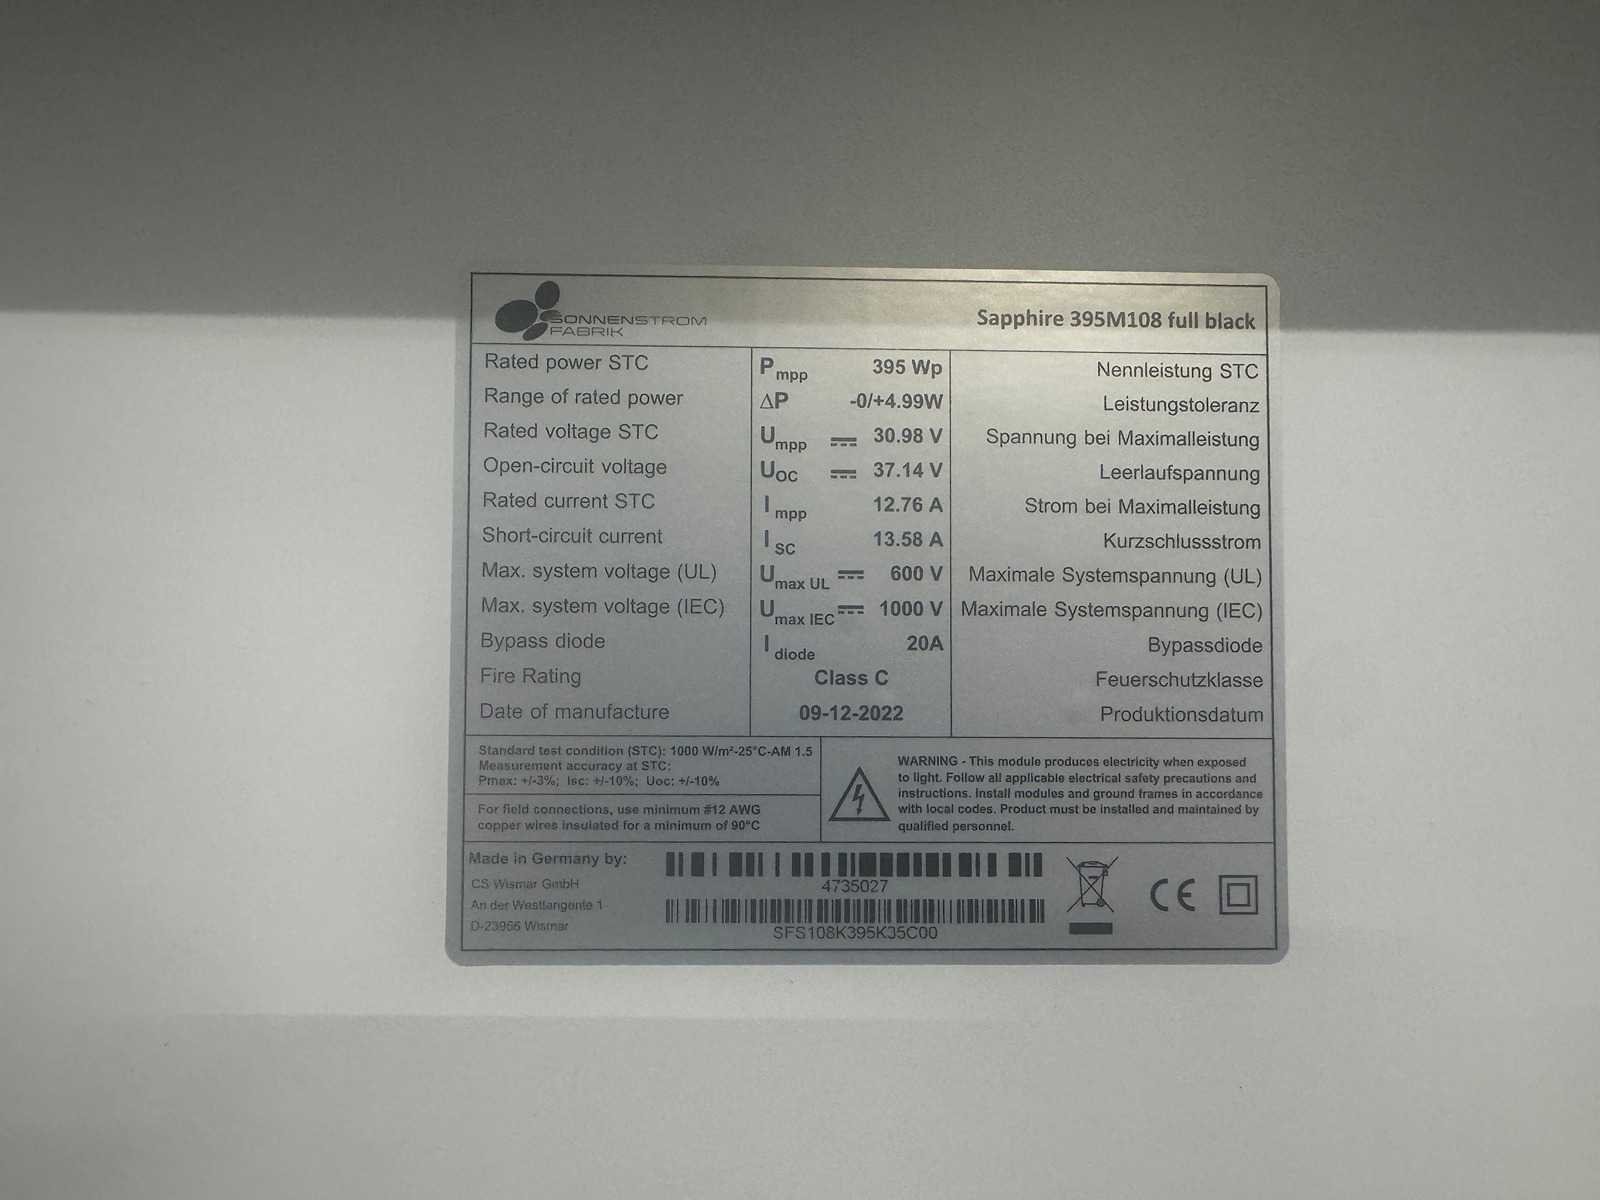 SONNENSTROM
FABRIK
Sapphire 395M108 full black
Rated power STC Pmpp 395 Wp Nennleistung STC
Range of rated power ΔP -0/+4.99W Leistungstoleranz
Rated voltage STC Umpp 30.98 V Spannung bei Maximalleistung
Open-circuit voltage UOC 37.14 V Leerlaufspannung
Rated current STC Impp 12.76 A Strom bei Maximalleistung
Short-circuit current ISC 13.58 A Kurzschlussstrom
Max. system voltage (UL) Umax UL 600 V Maximale Systemspannung (UL)
Max. system voltage (IEC) Umax IEC 1000 V Maximale Systemspannung (IEC)
Bypass diode Idiode 20A Bypassdiode
Fire Rating Class C Feuerschutzklasse
Date of manufacture 09-12-2022 Produktionsdatum
Standard test condition (STC): 1000 W/m²-25°C-AM 1.5
Measurement accuracy at STC:
Pmax: +/-3%; Isc: +/-10%; Uoc: +/-10%
For field connections, use minimum #12 AWG
copper wires insulated for a minimum of 90°C
WARNING - This module produces electricity when exposed
to light. Follow all applicable electrical safety precautions and
instructions. Install modules and ground frames in accordance
with local codes. Product must be installed and maintained by
qualified personnel.
Made in Germany by:
CS Wismar GmbH
An der Westtangente 1
D-23966 Wismar
4735027
SFS108K395K35C00
CE